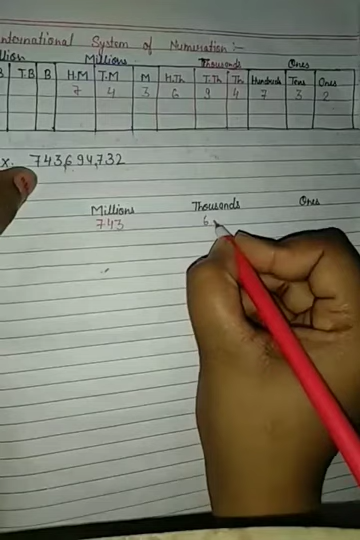 International System of Numeration :-
llion Millions Thousands Ones
B T.B B H.M T.M M H.Th T.Th Th Hundreds Tens Ones
7 4 3 6 9 4 7 3 2
x. 743,694,732
Millions Thousands Ones
743 6